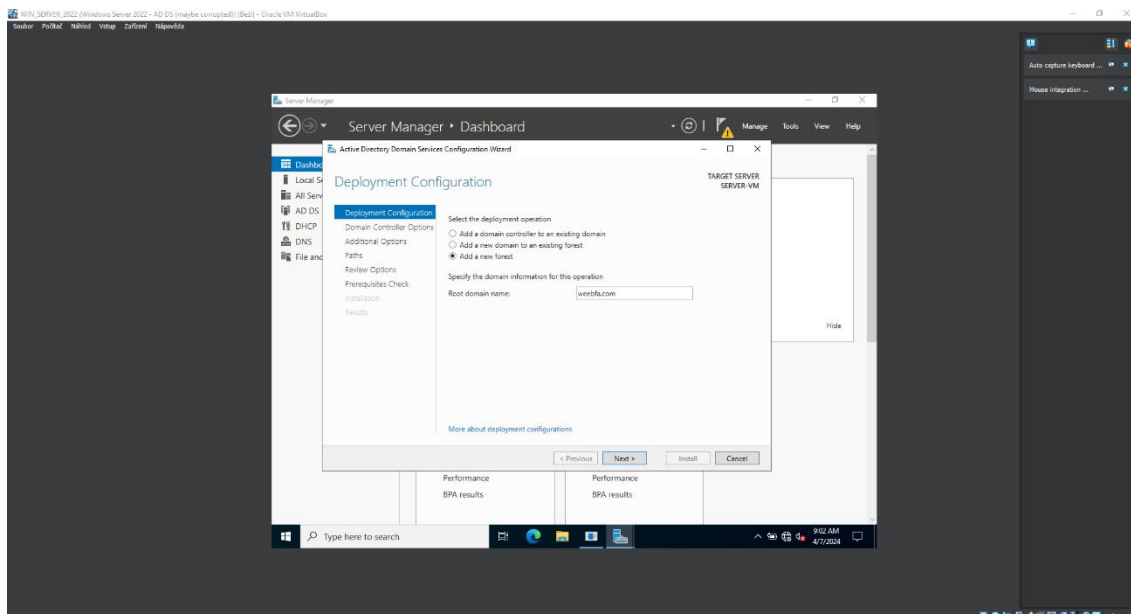 WIN_SERVER_2022 (Windows Server 2022 - AD DS (maybe corrupted)) [Běží] - Oracle VM VirtualBox
Soubor Počítač Náhled Vstup Zařízení Nápověda
Auto capture keyboard ...
Mouse integration ...
Server Manager
Server Manager • Dashboard
Manage Tools View Help
Active Directory Domain Services Configuration Wizard
Deployment Configuration
TARGET SERVER
SERVER-VM
Dashbo
Local Se
All Serv
AD DS
DHCP
DNS
File and
Deployment Configuration
Domain Controller Options
Additional Options
Paths
Review Options
Prerequisites Check
Installation
Results
Select the deployment operation
Add a domain controller to an existing domain
Add a new domain to an existing forest
Add a new forest
Specify the domain information for this operation
Root domain name: weebfa.com
More about deployment configurations
Hide
< Previous Next > Install Cancel
Performance Performance
BPA results BPA results
Type here to search
9:02 AM
4/7/2024